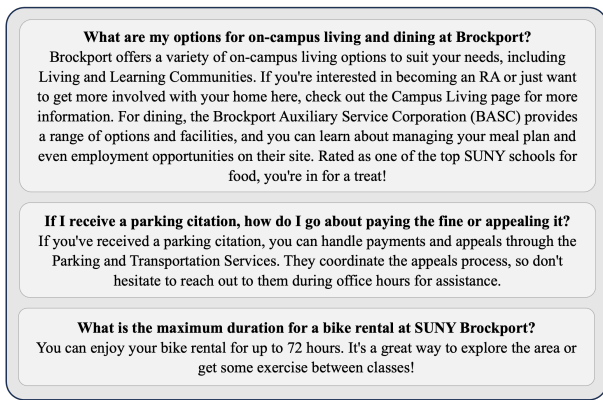 What are my options for on-campus living and dining at Brockport?
Brockport offers a variety of on-campus living options to suit your needs, including
Living and Learning Communities. If you're interested in becoming an RA or just want
to get more involved with your home here, check out the Campus Living page for more
information. For dining, the Brockport Auxiliary Service Corporation (BASC) provides
a range of options and facilities, and you can learn about managing your meal plan and
even employment opportunities on their site. Rated as one of the top SUNY schools for
food, you're in for a treat!
If I receive a parking citation, how do I go about paying the fine or appealing it?
If you've received a parking citation, you can handle payments and appeals through the
Parking and Transportation Services. They coordinate the appeals process, so don't
hesitate to reach out to them during office hours for assistance.
What is the maximum duration for a bike rental at SUNY Brockport?
You can enjoy your bike rental for up to 72 hours. It's a great way to explore the area or
get some exercise between classes!